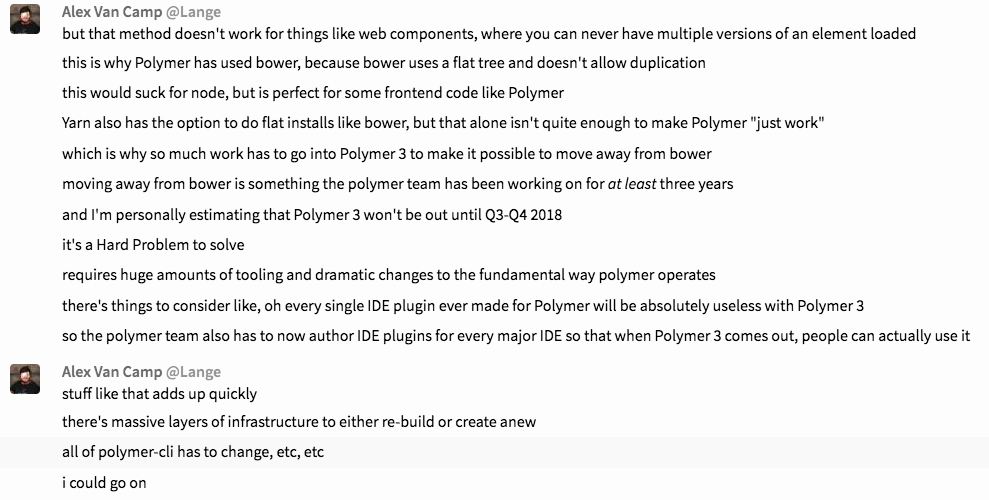 Alex Van Camp @Lange
but that method doesn't work for things like web components, where you can never have multiple versions of an element loaded
this is why Polymer has used bower, because bower uses a flat tree and doesn't allow duplication
this would suck for node, but is perfect for some frontend code like Polymer
Yarn also has the option to do flat installs like bower, but that alone isn't quite enough to make Polymer "just work"
which is why so much work has to go into Polymer 3 to make it possible to move away from bower
moving away from bower is something the polymer team has been working on for at least three years
and I'm personally estimating that Polymer 3 won't be out until Q3-Q4 2018
it's a Hard Problem to solve
requires huge amounts of tooling and dramatic changes to the fundamental way polymer operates
there's things to consider like, oh every single IDE plugin ever made for Polymer will be absolutely useless with Polymer 3
so the polymer team also has to now author IDE plugins for every major IDE so that when Polymer 3 comes out, people can actually use it
Alex Van Camp @Lange
stuff like that adds up quickly
there's massive layers of infrastructure to either re-build or create anew
all of polymer-cli has to change, etc, etc
i could go on